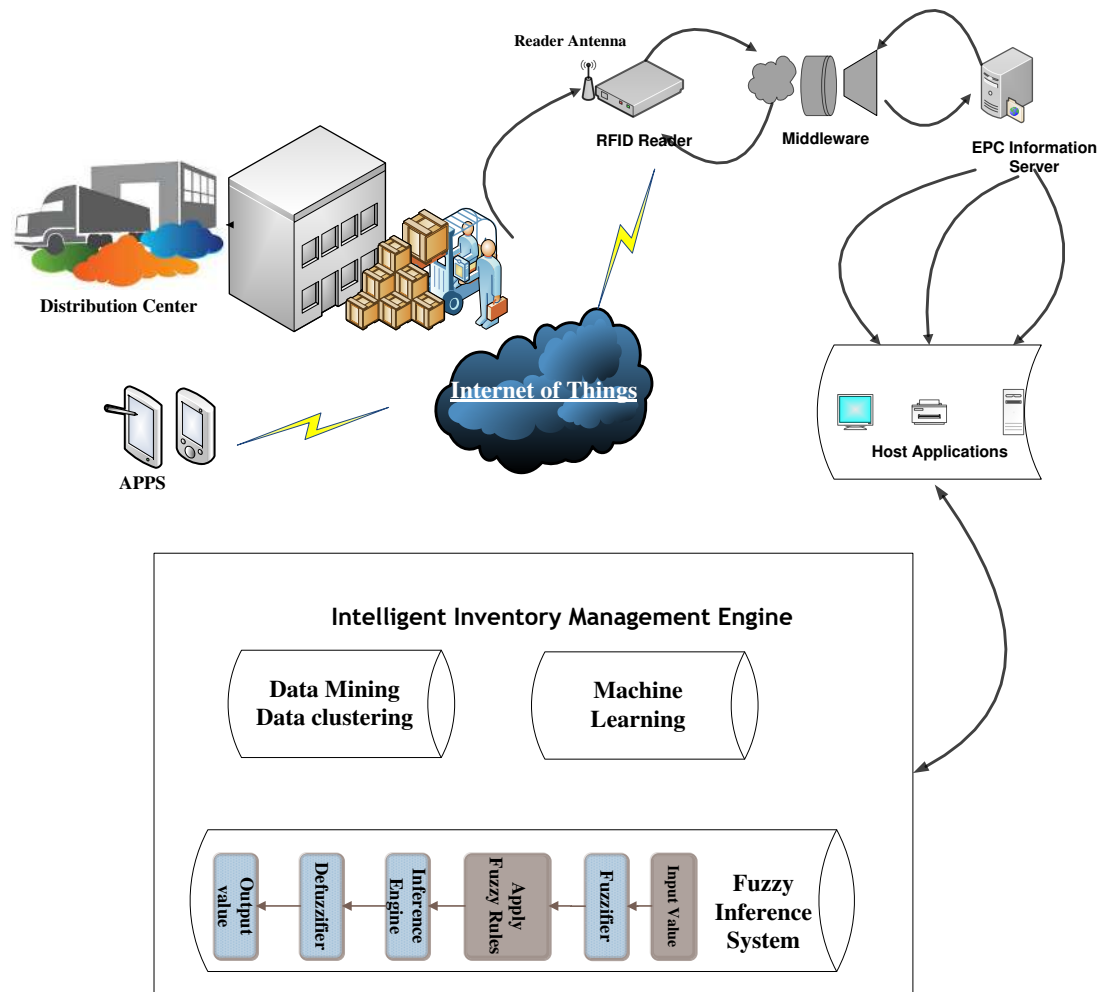 Reader Antenna
RFID Reader
Middleware
EPC Information
Server
Distribution Center
Internet of Things
APPS
Host Applications
Intelligent Inventory Management Engine
Data Mining
Data clustering
Machine
Learning
Output
value
Defuzzifier
Inference
Engine
Apply
Fuzzy Rules
Fuzzifier
Input Value
Fuzzy
Inference
System